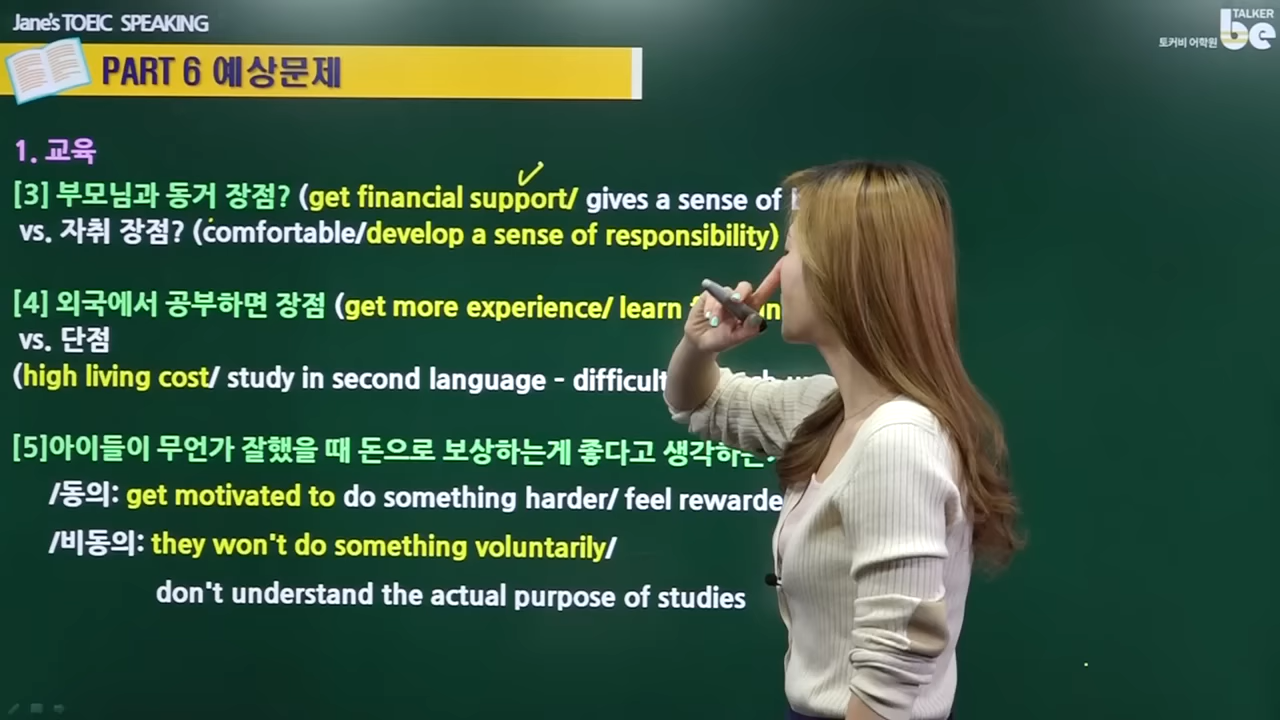 Jane's TOEIC SPEAKING
TALKER
토커비 어학원 be
PART 6 예상문제
1. 교육
[3] 부모님과 동거 장점? (get financial support/ gives a sense of
vs. 자취 장점? (comfortable/develop a sense of responsibility)
[4] 외국에서 공부하면 장점 (get more experience/ learn
vs. 단점
(high living cost/ study in second language - difficult
[5]아이들이 무언가 잘했을 때 돈으로 보상하는게 좋다고
/동의: get motivated to do something harder/ feel
/비동의: they won't do something voluntarily/
don't understand the actual purpose of studies